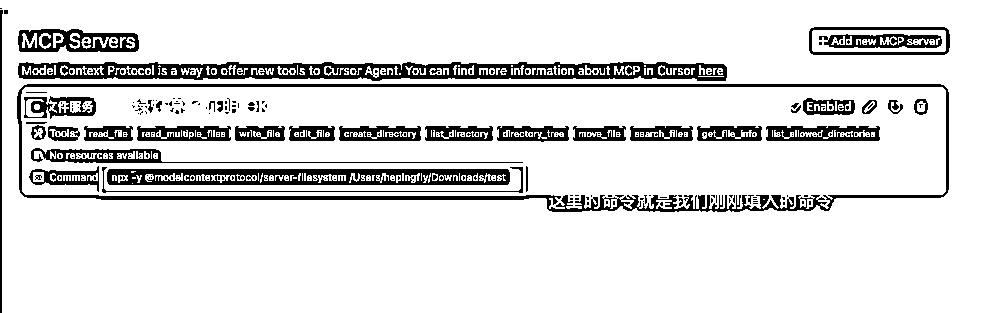 MCP Servers
Add new MCP server
Model Context Protocol is a way to offer new tools to Cursor Agent. You can find more information about MCP in Cursor here
文件服务 OK
Enabled
Tools: read_file read_multiple_files write_file edit_file create_directory list_directory directory_tree move_file search_files get_file_info list_allowed_directories
No resources available
Command npx -y @modelcontextprotocol/server-filesystem /Users/hepingfly/Downloads/test
这里的命令就是我们刚刚填入的命令